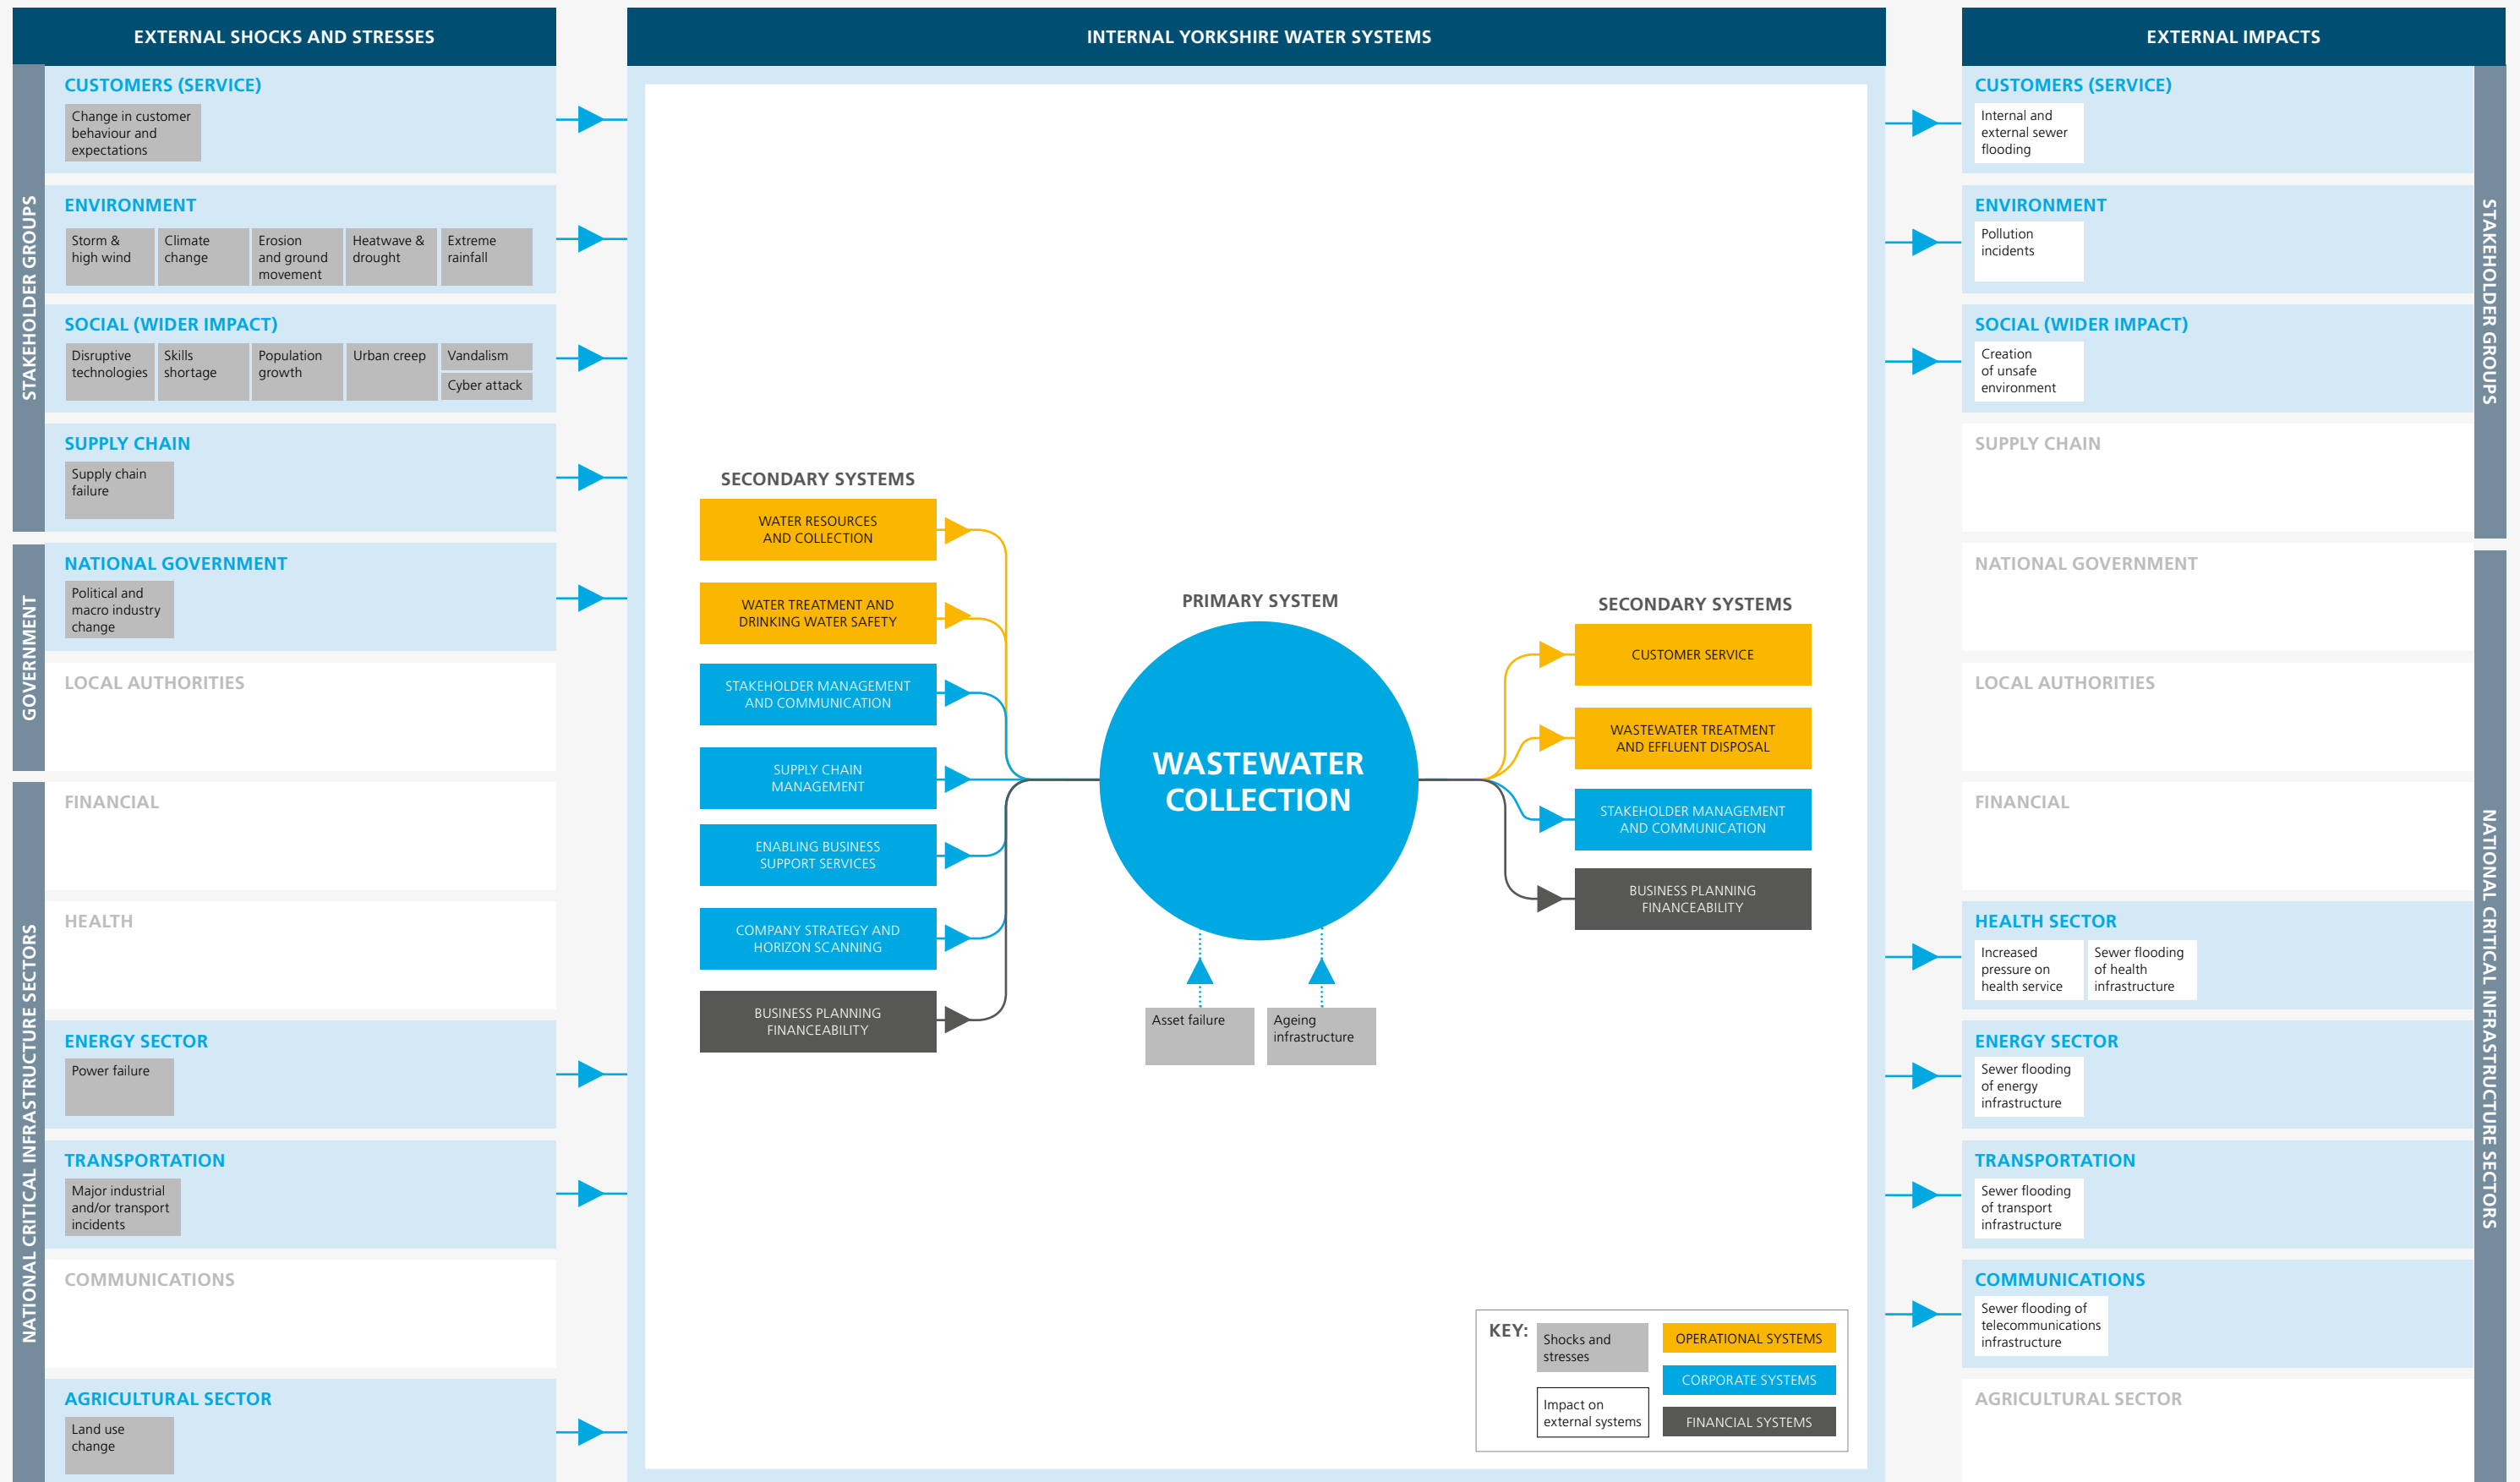 EXTERNAL SHOCKS AND STRESSES
STAKEHOLDER GROUPS
CUSTOMERS (SERVICE)
Change in customer
behaviour and
expectations
ENVIRONMENT
Storm &
high wind
Climate
change
Erosion
and ground
movement
Heatwave &
drought
Extreme
rainfall
SOCIAL (WIDER IMPACT)
Disruptive
technologies
Skills
shortage
Population
growth
Urban creep
Vandalism
Cyber attack
SUPPLY CHAIN
Supply chain
failure
GOVERNMENT
NATIONAL GOVERNMENT
Political and
macro industry
change
LOCAL AUTHORITIES
NATIONAL CRITICAL INFRASTRUCTURE SECTORS
FINANCIAL
HEALTH
ENERGY SECTOR
Power failure
TRANSPORTATION
Major industrial
and/or transport
incidents
COMMUNICATIONS
AGRICULTURAL SECTOR
Land use
change
INTERNAL YORKSHIRE WATER SYSTEMS
SECONDARY SYSTEMS
WATER RESOURCES
AND COLLECTION
WATER TREATMENT AND
DRINKING WATER SAFETY
STAKEHOLDER MANAGEMENT
AND COMMUNICATION
SUPPLY CHAIN
MANAGEMENT
ENABLING BUSINESS
SUPPORT SERVICES
COMPANY STRATEGY AND
HORIZON SCANNING
BUSINESS PLANNING
FINANCEABILITY
PRIMARY SYSTEM
WASTEWATER
COLLECTION
Asset failure
Ageing
infrastructure
SECONDARY SYSTEMS
CUSTOMER SERVICE
WASTEWATER TREATMENT
AND EFFLUENT DISPOSAL
STAKEHOLDER MANAGEMENT
AND COMMUNICATION
BUSINESS PLANNING
FINANCEABILITY
KEY:
Shocks and
stresses
Impact on
external systems
OPERATIONAL SYSTEMS
CORPORATE SYSTEMS
FINANCIAL SYSTEMS
EXTERNAL IMPACTS
STAKEHOLDER GROUPS
CUSTOMERS (SERVICE)
Internal and
external sewer
flooding
ENVIRONMENT
Pollution
incidents
SOCIAL (WIDER IMPACT)
Creation
of unsafe
environment
SUPPLY CHAIN
NATIONAL CRITICAL INFRASTRUCTURE SECTORS
NATIONAL GOVERNMENT
LOCAL AUTHORITIES
FINANCIAL
HEALTH SECTOR
Increased
pressure on
health service
Sewer flooding
of health
infrastructure
ENERGY SECTOR
Sewer flooding
of energy
infrastructure
TRANSPORTATION
Sewer flooding
of transport
infrastructure
COMMUNICATIONS
Sewer flooding of
telecommunications
infrastructure
AGRICULTURAL SECTOR